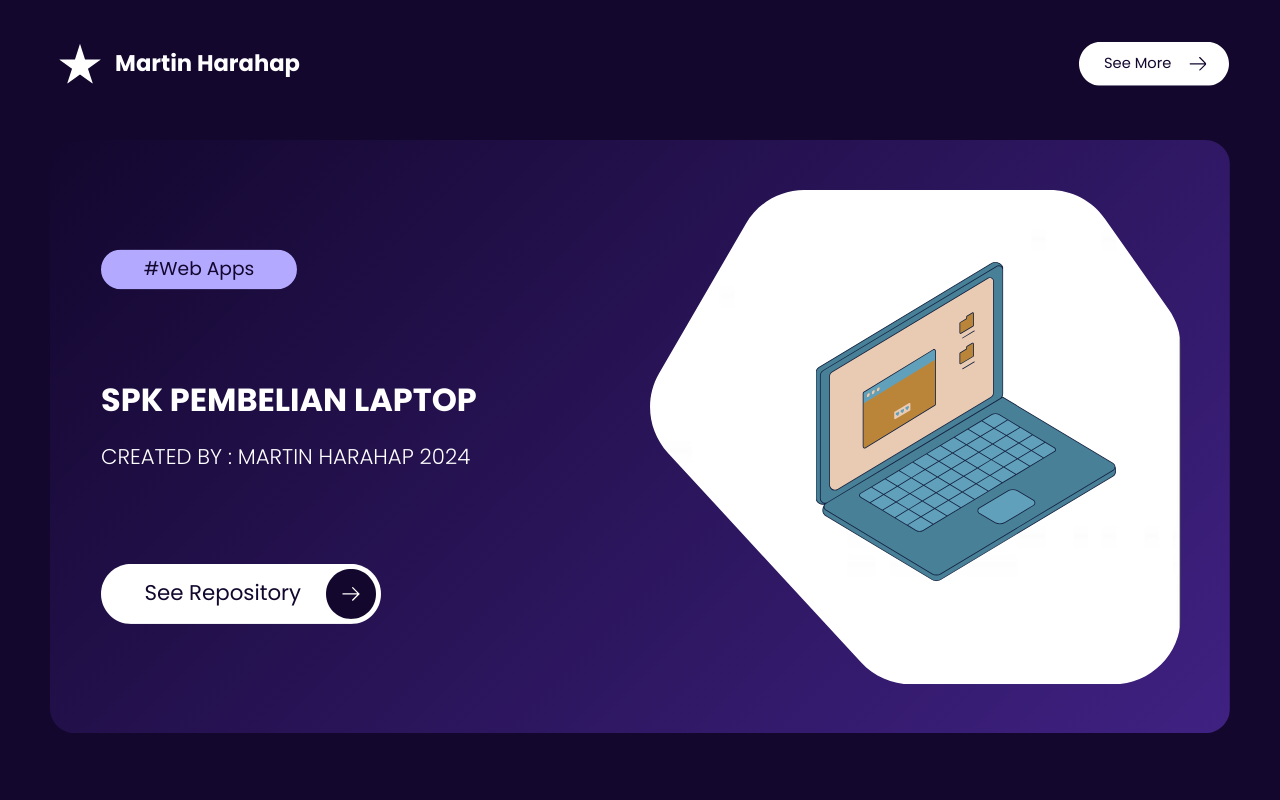 Martin Harahap
See More
#Web Apps
SPK PEMBELIAN LAPTOP
CREATED BY : MARTIN HARAHAP 2024
See Repository